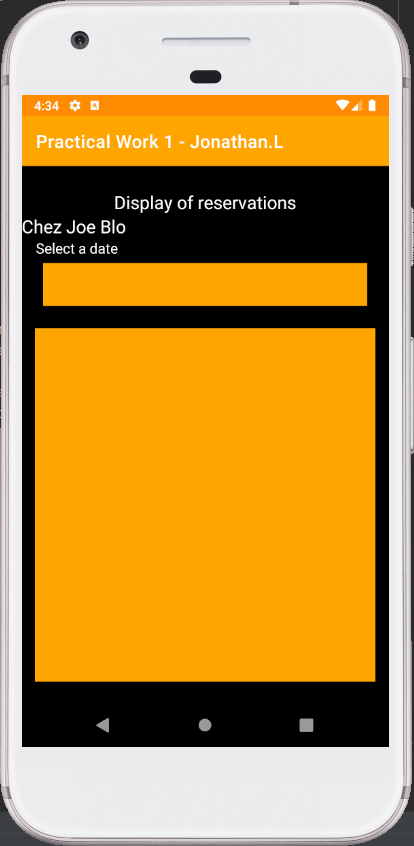 4:34
Practical Work 1 - Jonathan.L
Display of reservations
Chez Joe Blo
Select a date